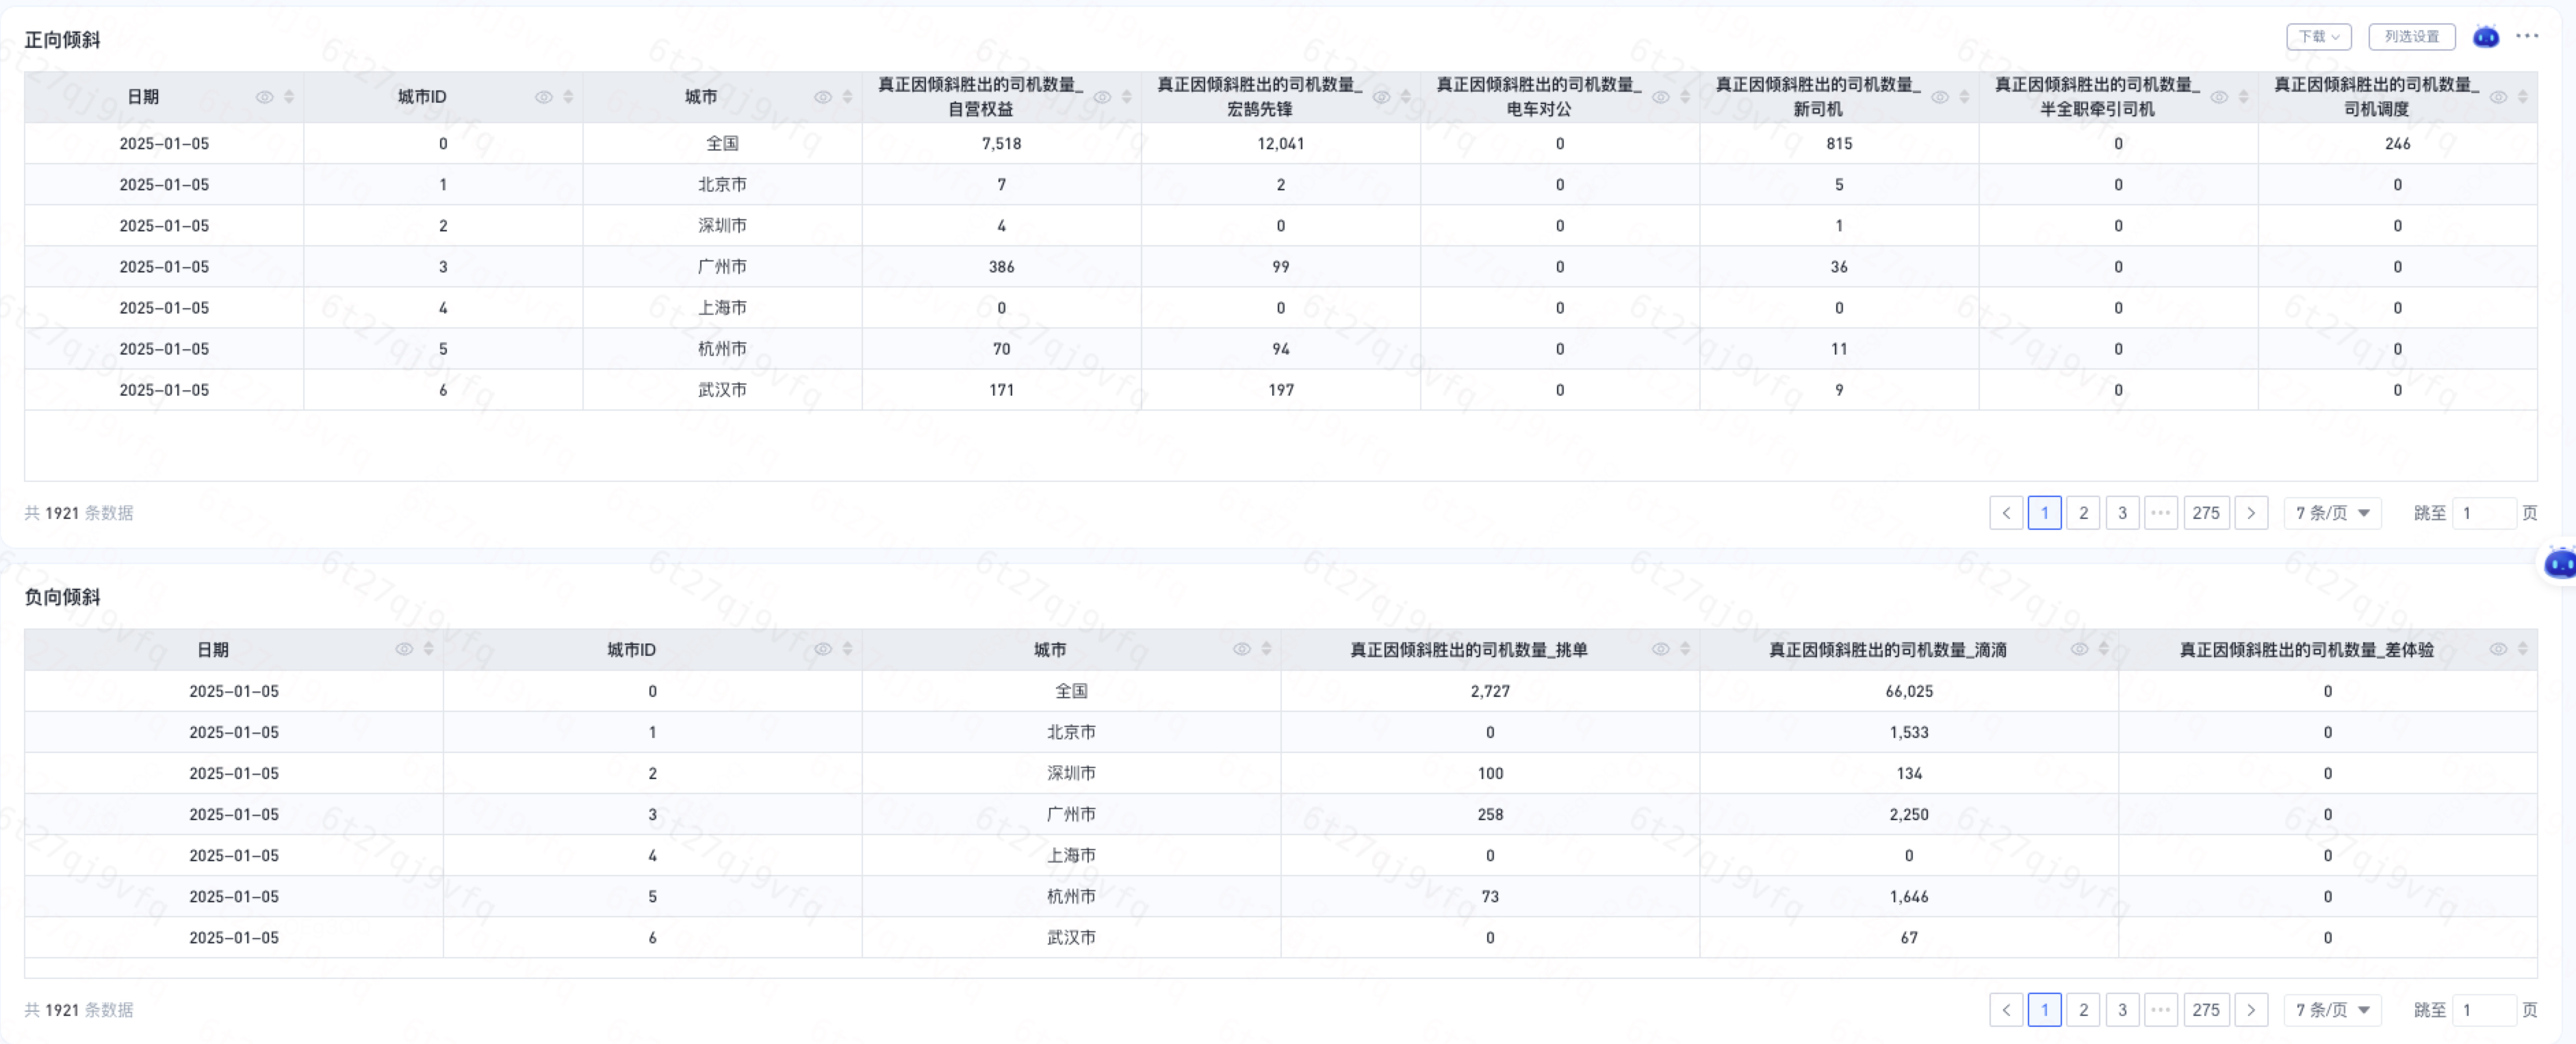 正向倾斜
下载 列选设置
日期 城市ID 城市 真正因倾斜胜出的司机数量_自营权益 真正因倾斜胜出的司机数量_宏鹄先锋 真正因倾斜胜出的司机数量_电车对公 真正因倾斜胜出的司机数量_新司机 真正因倾斜胜出的司机数量_半全职牵引司机 真正因倾斜胜出的司机数量_司机调度
2025-01-05 0 全国 7,518 12,041 0 815 0 246
2025-01-05 1 北京市 7 2 0 5 0 0
2025-01-05 2 深圳市 4 0 0 1 0 0
2025-01-05 3 广州市 386 99 0 36 0 0
2025-01-05 4 上海市 0 0 0 0 0 0
2025-01-05 5 杭州市 70 94 0 11 0 0
2025-01-05 6 武汉市 171 197 0 9 0 0
共 1921 条数据 1 2 3 ··· 275 7 条/页 跳至 1 页
负向倾斜
日期 城市ID 城市 真正因倾斜胜出的司机数量_挑单 真正因倾斜胜出的司机数量_滴滴 真正因倾斜胜出的司机数量_差体验
2025-01-05 0 全国 2,727 66,025 0
2025-01-05 1 北京市 0 1,533 0
2025-01-05 2 深圳市 100 134 0
2025-01-05 3 广州市 258 2,250 0
2025-01-05 4 上海市 0 0 0
2025-01-05 5 杭州市 73 1,646 0
2025-01-05 6 武汉市 0 67 0
共 1921 条数据 1 2 3 ··· 275 7 条/页 跳至 1 页
6t27qj9vfq